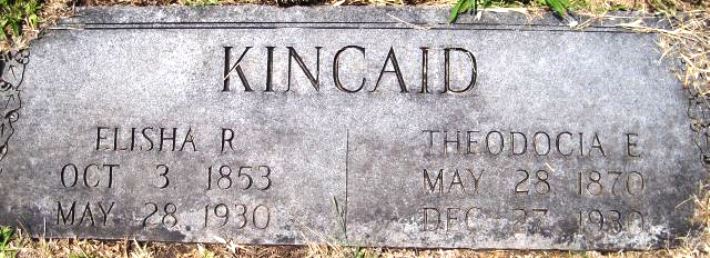 KINCAID
ELISHA R
OCT 3 1853
MAY 28 1930
THEODOCIA E
MAY 28 1870
DEC 27 1930